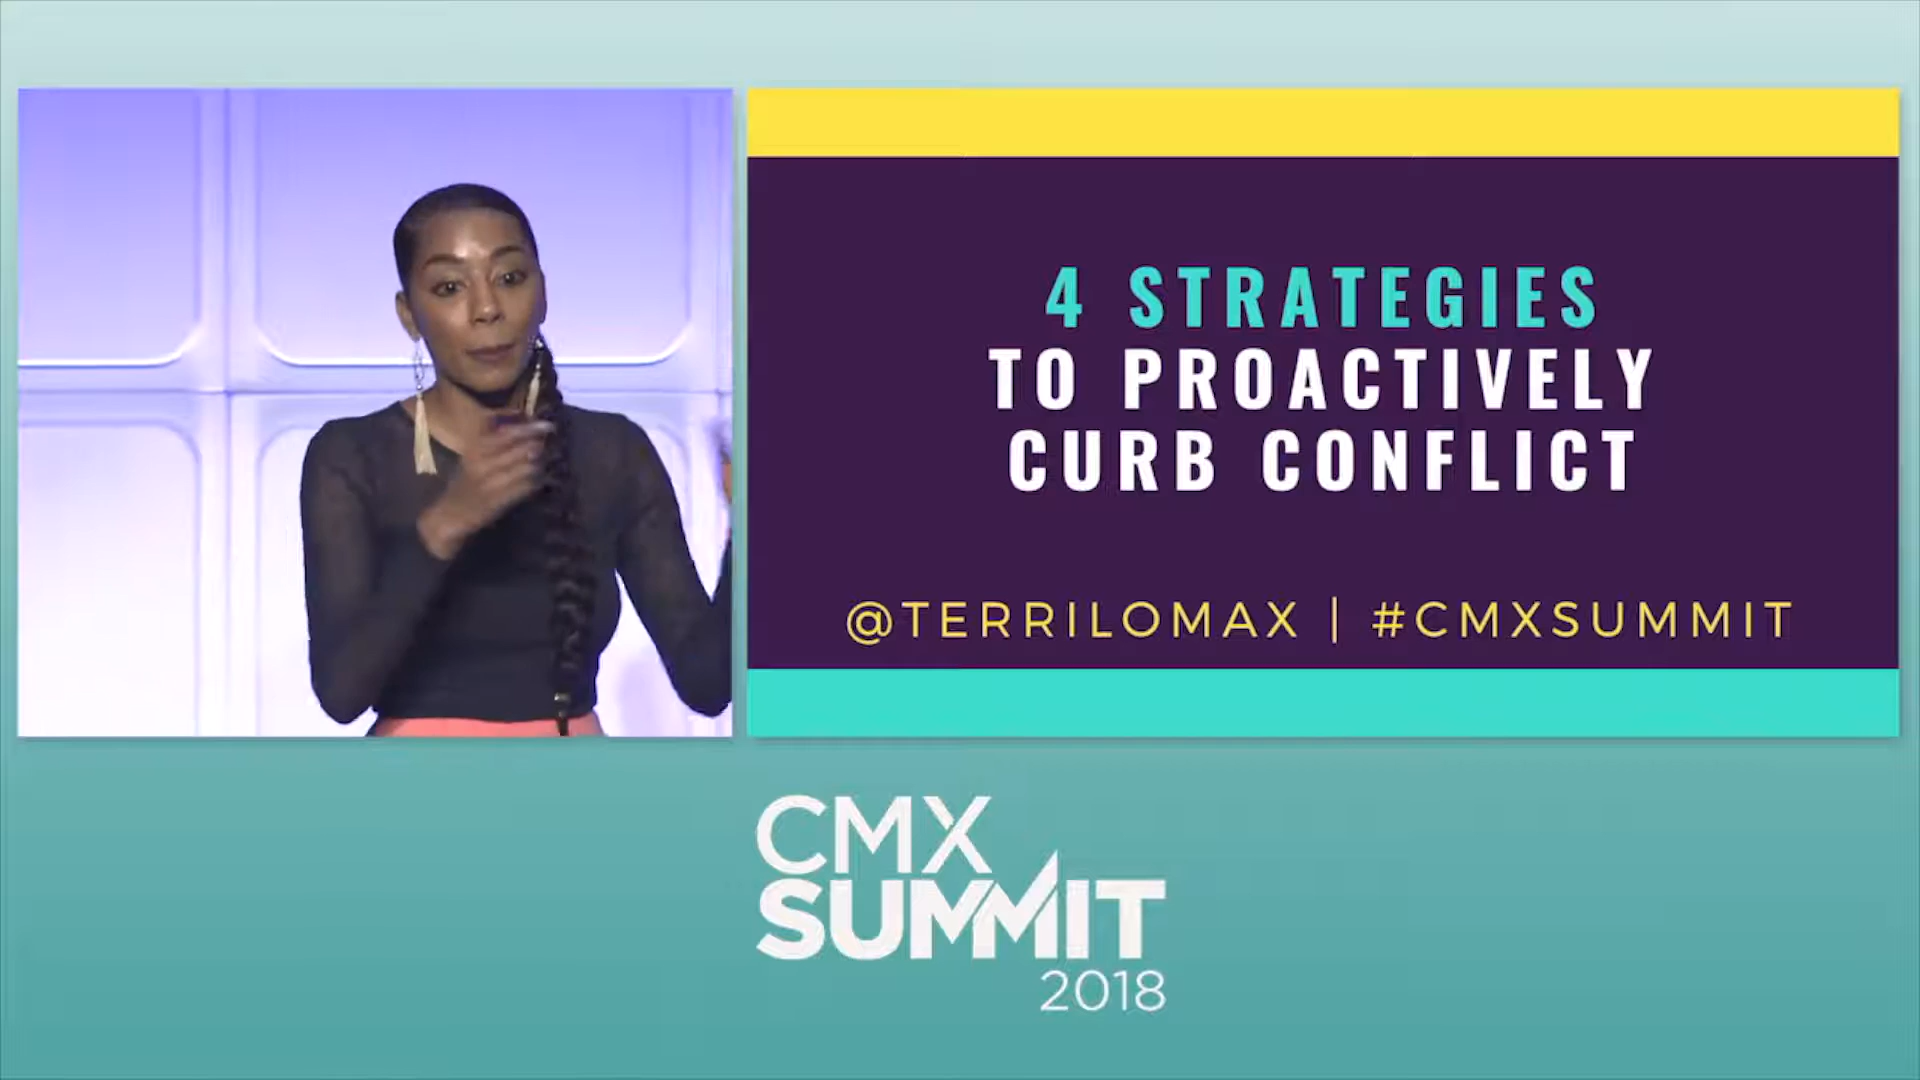 4 STRATEGIES
TO PROACTIVELY
CURB CONFLICT
@TERRILOMAX | #CMXSUMMIT
CMX
SUMMIT
2018